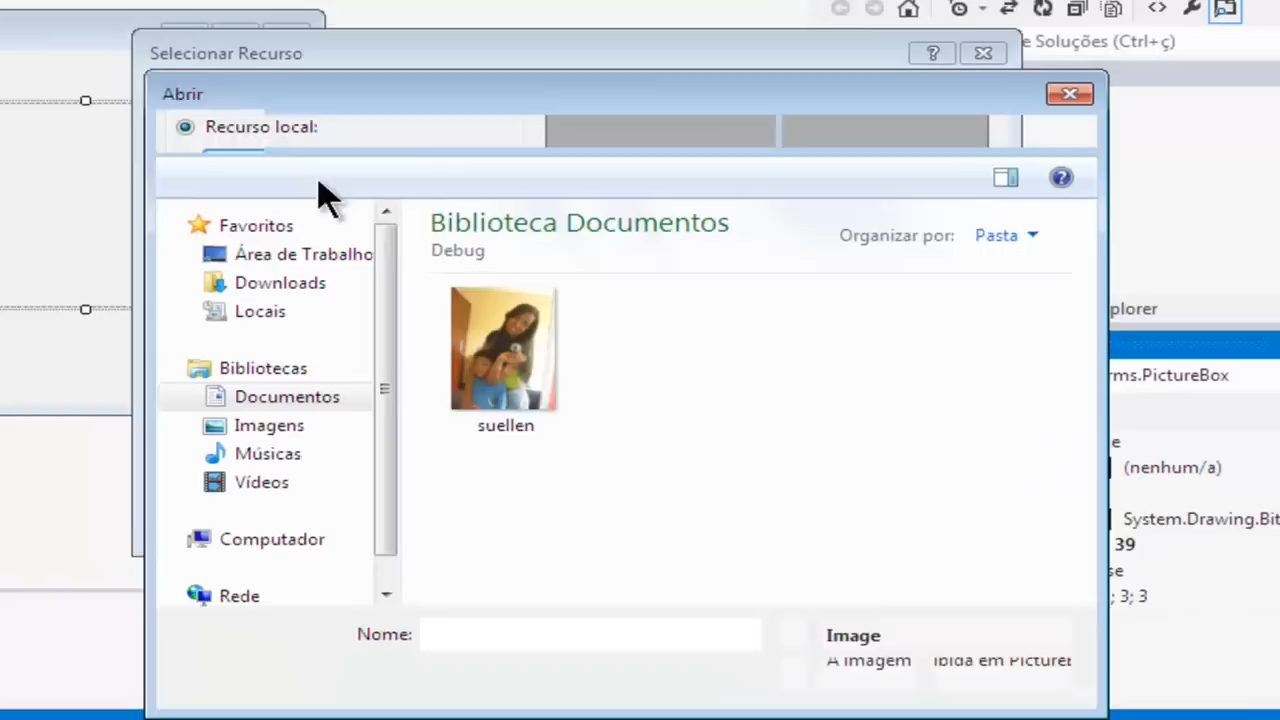 e Soluções (Ctrl+ç)
Selecionar Recurso
Abrir
Recurso local:
Favoritos
Área de Trabalho
Downloads
Locais
Bibliotecas
Documentos
Imagens
Músicas
Vídeos
Computador
Rede
Biblioteca Documentos
Debug
Organizar por: Pasta
suellen
Nome:
Image
A imagem ibida em Picture
plorer
rms.PictureBox
e
(nenhum/a)
System.Drawing.Bit
39
se
; 3; 3